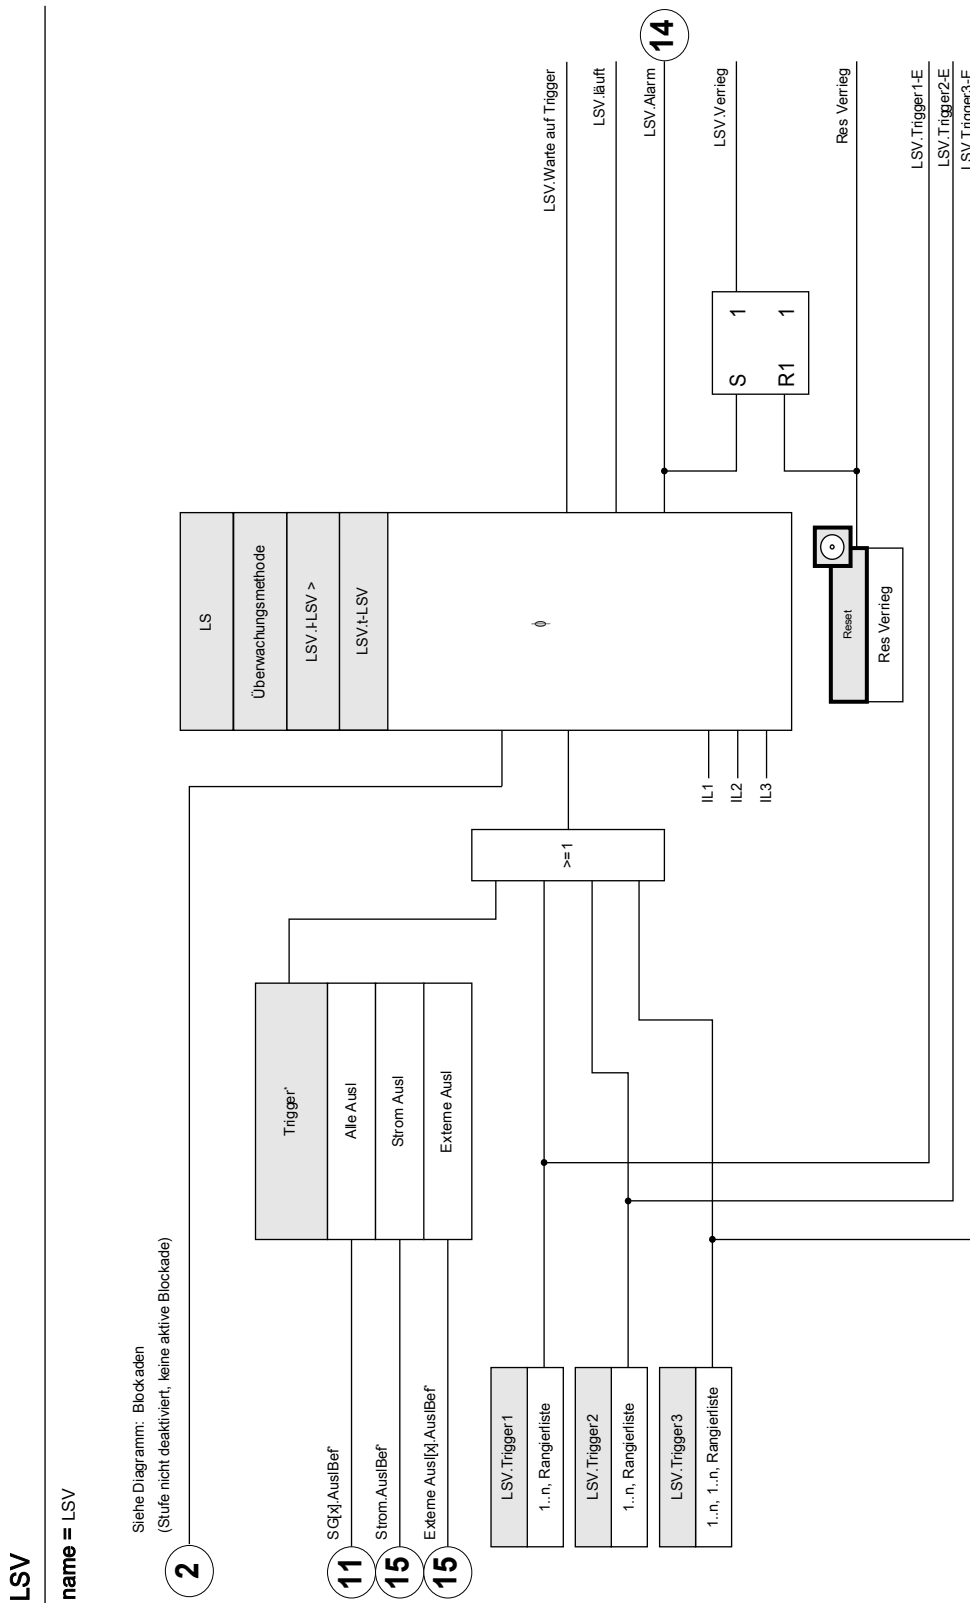 LSV
name = LSV
Siehe Diagramm: Blockaden
(Stufe nicht deaktiviert, keine aktive Blockade)
2
SG[x].AuslBef*
11
Strom.AuslBef*
15
Externe Ausl[x].AuslBef*
15
Trigger*
Alle Ausl
Strom Ausl
Externe Ausl
LSV.Trigger1
1..n, Rangierliste
LSV.Trigger2
1..n, Rangierliste
LSV.Trigger3
1..n, 1..n, Rangierliste
>=1
LS
Überwachungsmethode
LSV.I-LSV >
LSV.t-LSV
φ
IL1
IL2
IL3
Reset
Res Verrieg
S 1
R1 1
LSV.Warte auf Trigger
LSV.läuft
LSV.Alarm
14
LSV.Verrieg
Res Verrieg
LSV.Trigger1-E
LSV.Trigger2-E
LSV.Trigger3-E